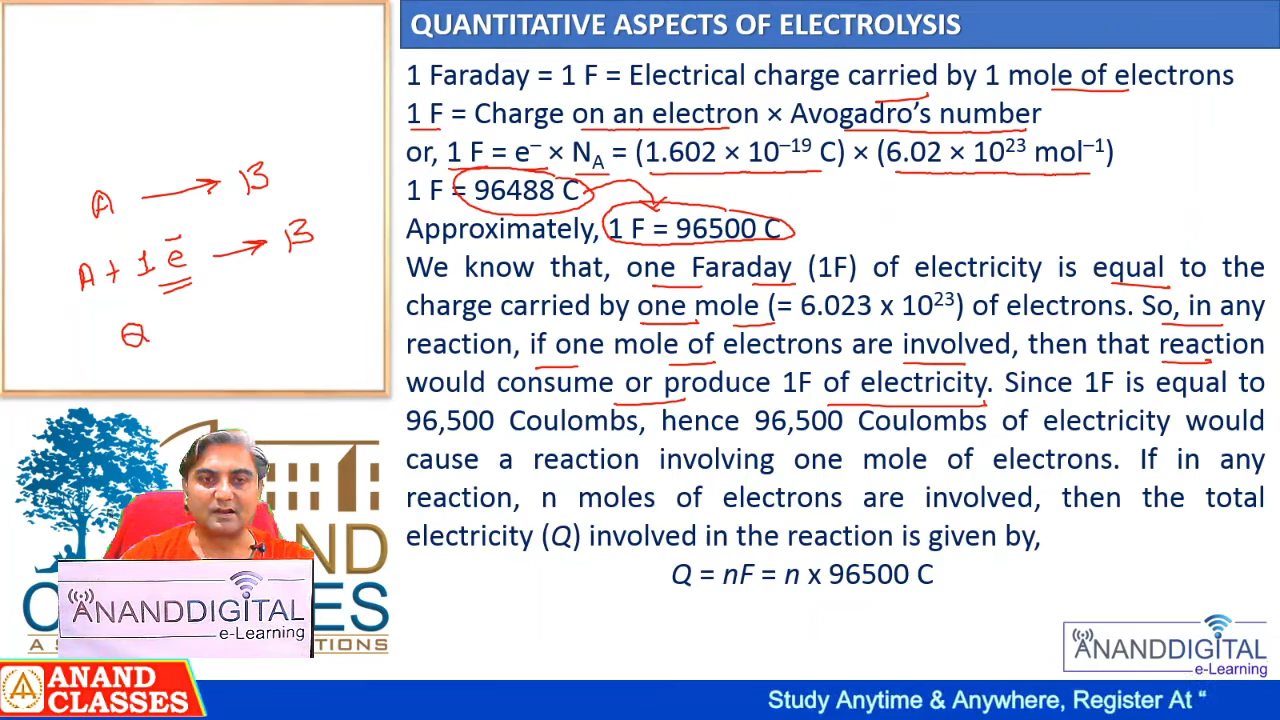 QUANTITATIVE ASPECTS OF ELECTROLYSIS
1 Faraday = 1 F = Electrical charge carried by 1 mole of electrons
1 F = Charge on an electron × Avogadro's number
or, 1 F = e⁻ × N_A = (1.602 × 10⁻¹⁹ C) × (6.02 × 10²³ mol⁻¹)
1 F = 96488 C
Approximately, 1 F = 96500 C
We know that, one Faraday (1F) of electricity is equal to the
charge carried by one mole (= 6.023 x 10²³) of electrons. So, in any
reaction, if one mole of electrons are involved, then that reaction
would consume or produce 1F of electricity. Since 1F is equal to
96,500 Coulombs, hence 96,500 Coulombs of electricity would
cause a reaction involving one mole of electrons. If in any
reaction, n moles of electrons are involved, then the total
electricity (Q) involved in the reaction is given by,
Q = nF = n x 96500 C
A → B
A + 1 e⁻ → B
Q
ANANDDIGITAL
e-Learning
ANANDDIGITAL
e-Learning
ANAND
CLASSES
Study Anytime & Anywhere, Register At “